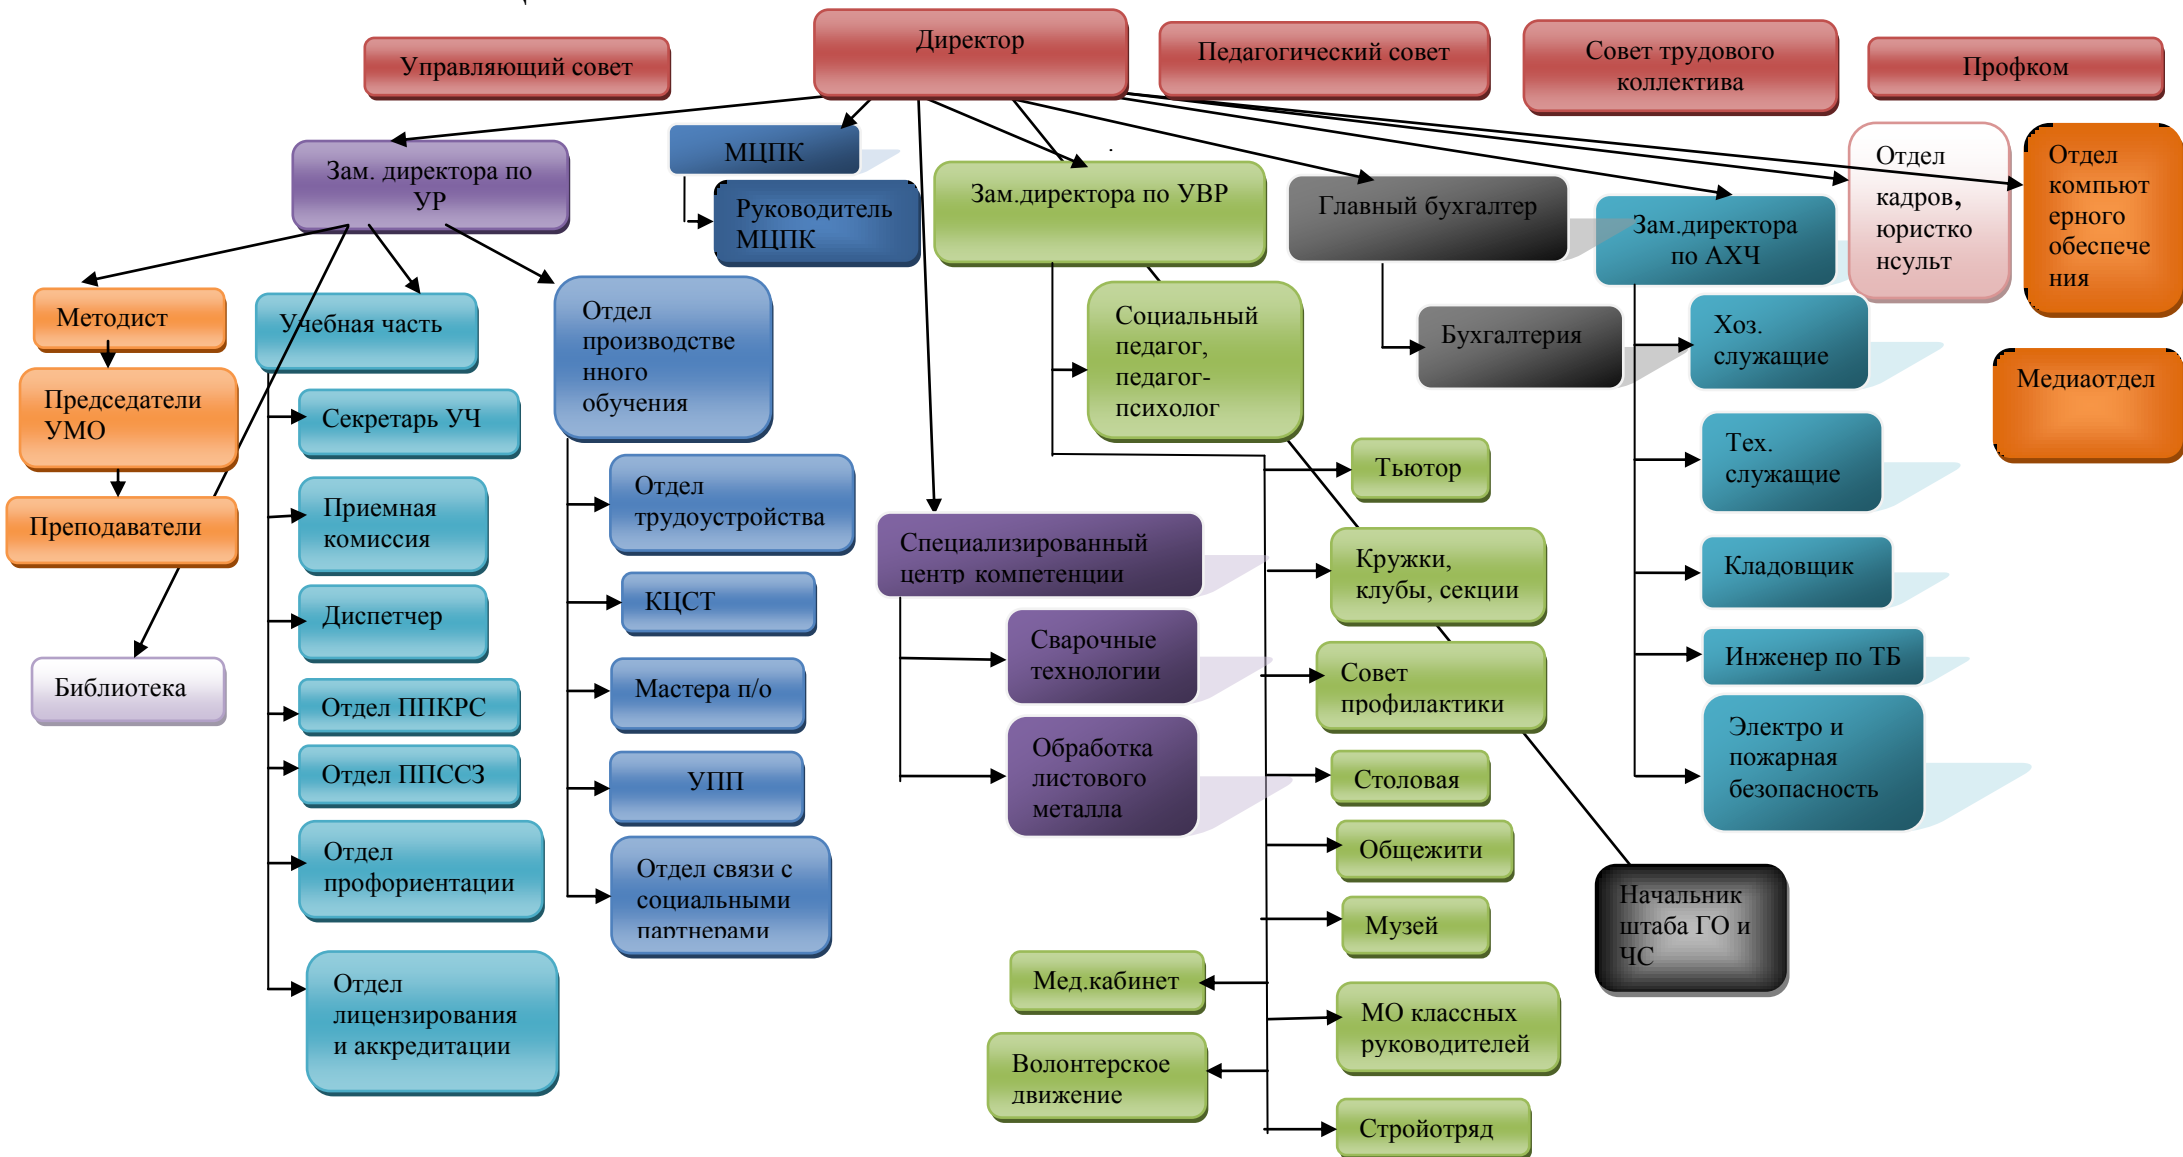 Управляющий совет
Директор
Педагогический совет
Совет трудового
коллектива
Профком
Зам. директора по
УР
МЦПК
Руководитель
МЦПК
Зам.директора по УВР
Главный бухгалтер
Зам.директора
по АХЧ
Отдел
кадров,
юристко
нсульт
Отдел
компьют
ерного
обеспече
ния
Методист
Председатели
УМО
Преподаватели
Библиотека
Учебная часть
Секретарь УЧ
Приемная
комиссия
Диспетчер
Отдел ППКРС
Отдел ППССЗ
Отдел
профориентации
Отдел
лицензирования
и аккредитации
Отдел
производстве
нного
обучения
Отдел
трудоустройства
КЦСТ
Мастера п/о
УПП
Отдел связи с
социальными
партнерами
Специализированный
центр компетенции
Сварочные
технологии
Обработка
листового
металла
Социальный
педагог,
педагог-
психолог
Тьютор
Кружки,
клубы, секции
Совет
профилактики
Столовая
Общежити
Музей
Мед.кабинет
МО классных
руководителей
Волонтерское
движение
Стройотряд
Бухгалтерия
Хоз.
служащие
Тех.
служащие
Кладовщик
Инженер по ТБ
Электро и
пожарная
безопасность
Медиаотдел
Начальник
штаба ГО и
ЧС